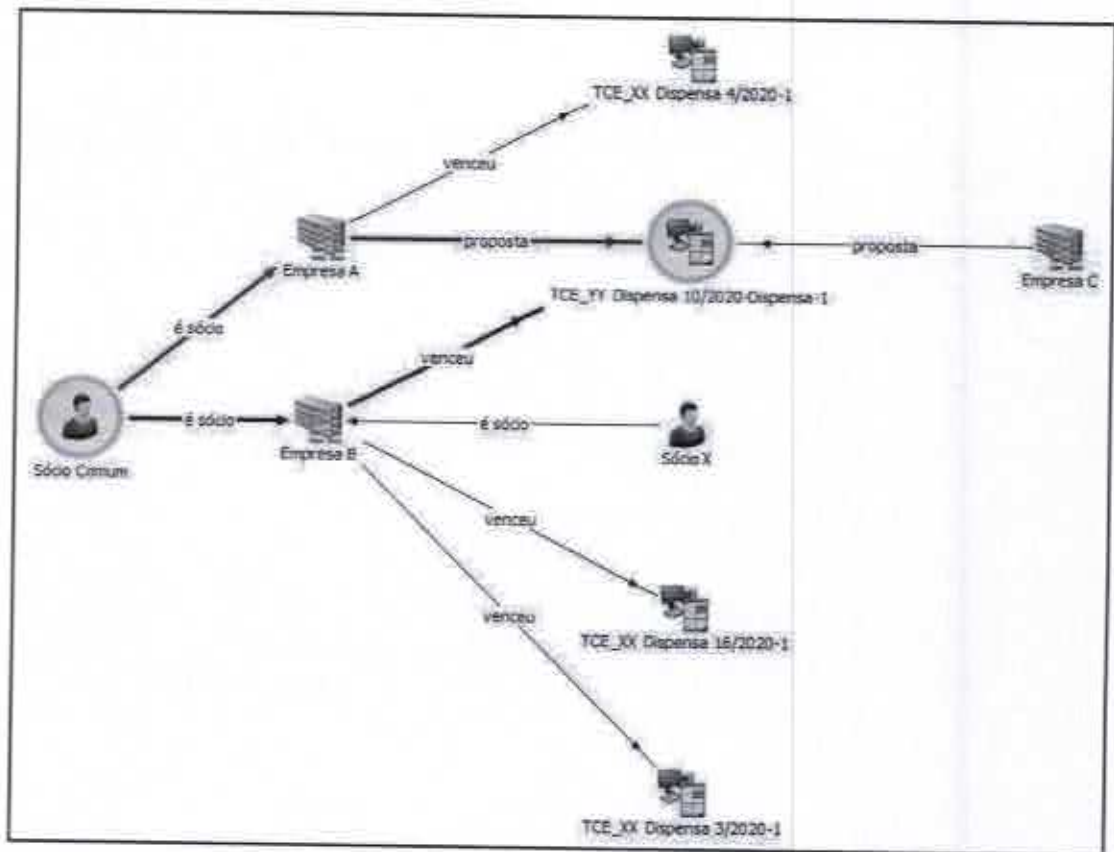 TCE_XX Dispensa 4/2020-1
venceu
Empresa A
proposta
proposta
Empresa C
TCE_YY Dispensa 10/2020-Dispensa-1
é sócio
venceu
é sócio
Empresa B
é sócio
Sócio X
Sócio Comum
venceu
TCE_XX Dispensa 16/2020-1
venceu
TCE_XX Dispensa 3/2020-1